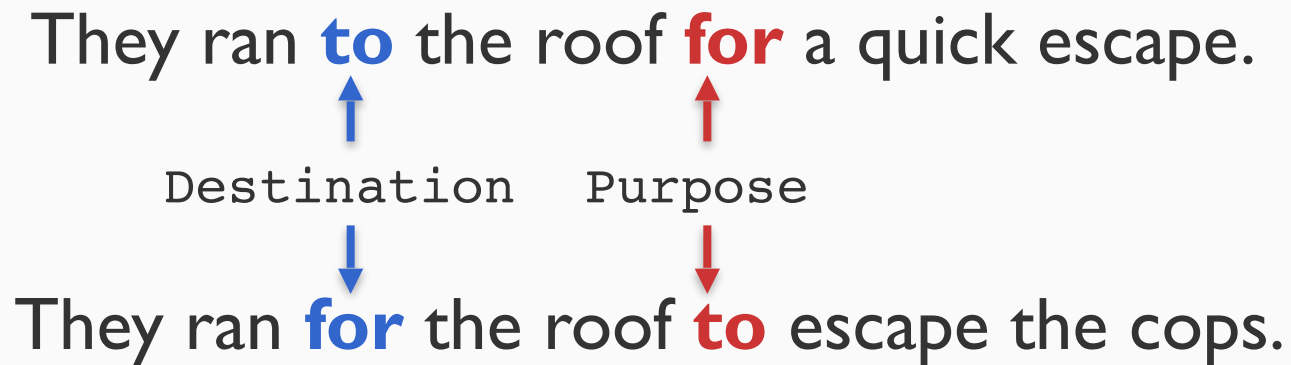 They ran to the roof for a quick escape.
Destination Purpose
They ran for the roof to escape the cops.